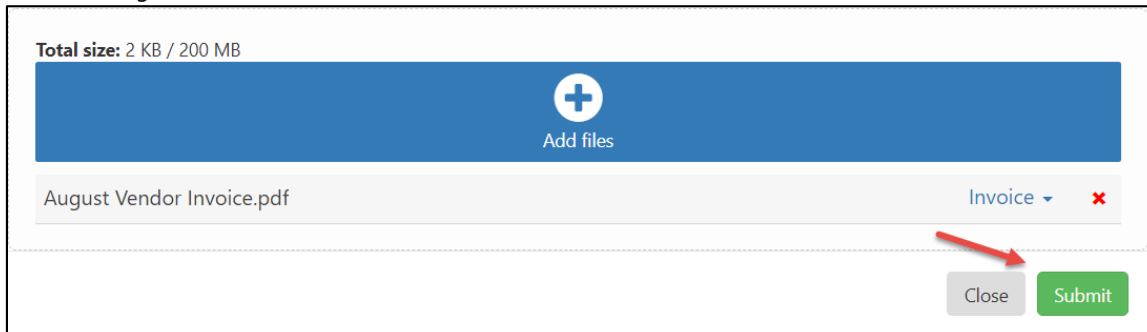 Total size: 2 KB / 200 MB
Add files
August Vendor Invoice.pdf Invoice
Close Submit